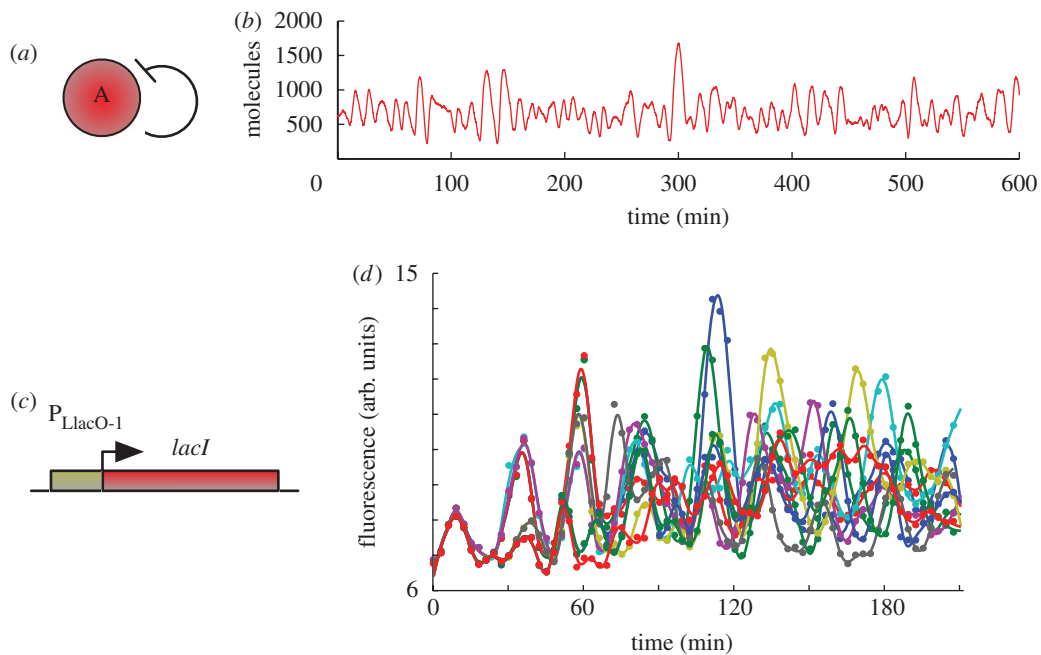 (a)
A
(b)
2000
1500
1000
500
0
molecules
100 200 300 400 500 600
time (min)
(c)
P_LlacO-1
lacI
(d)
15
6
fluorescence (arb. units)
0 60 120 180
time (min)